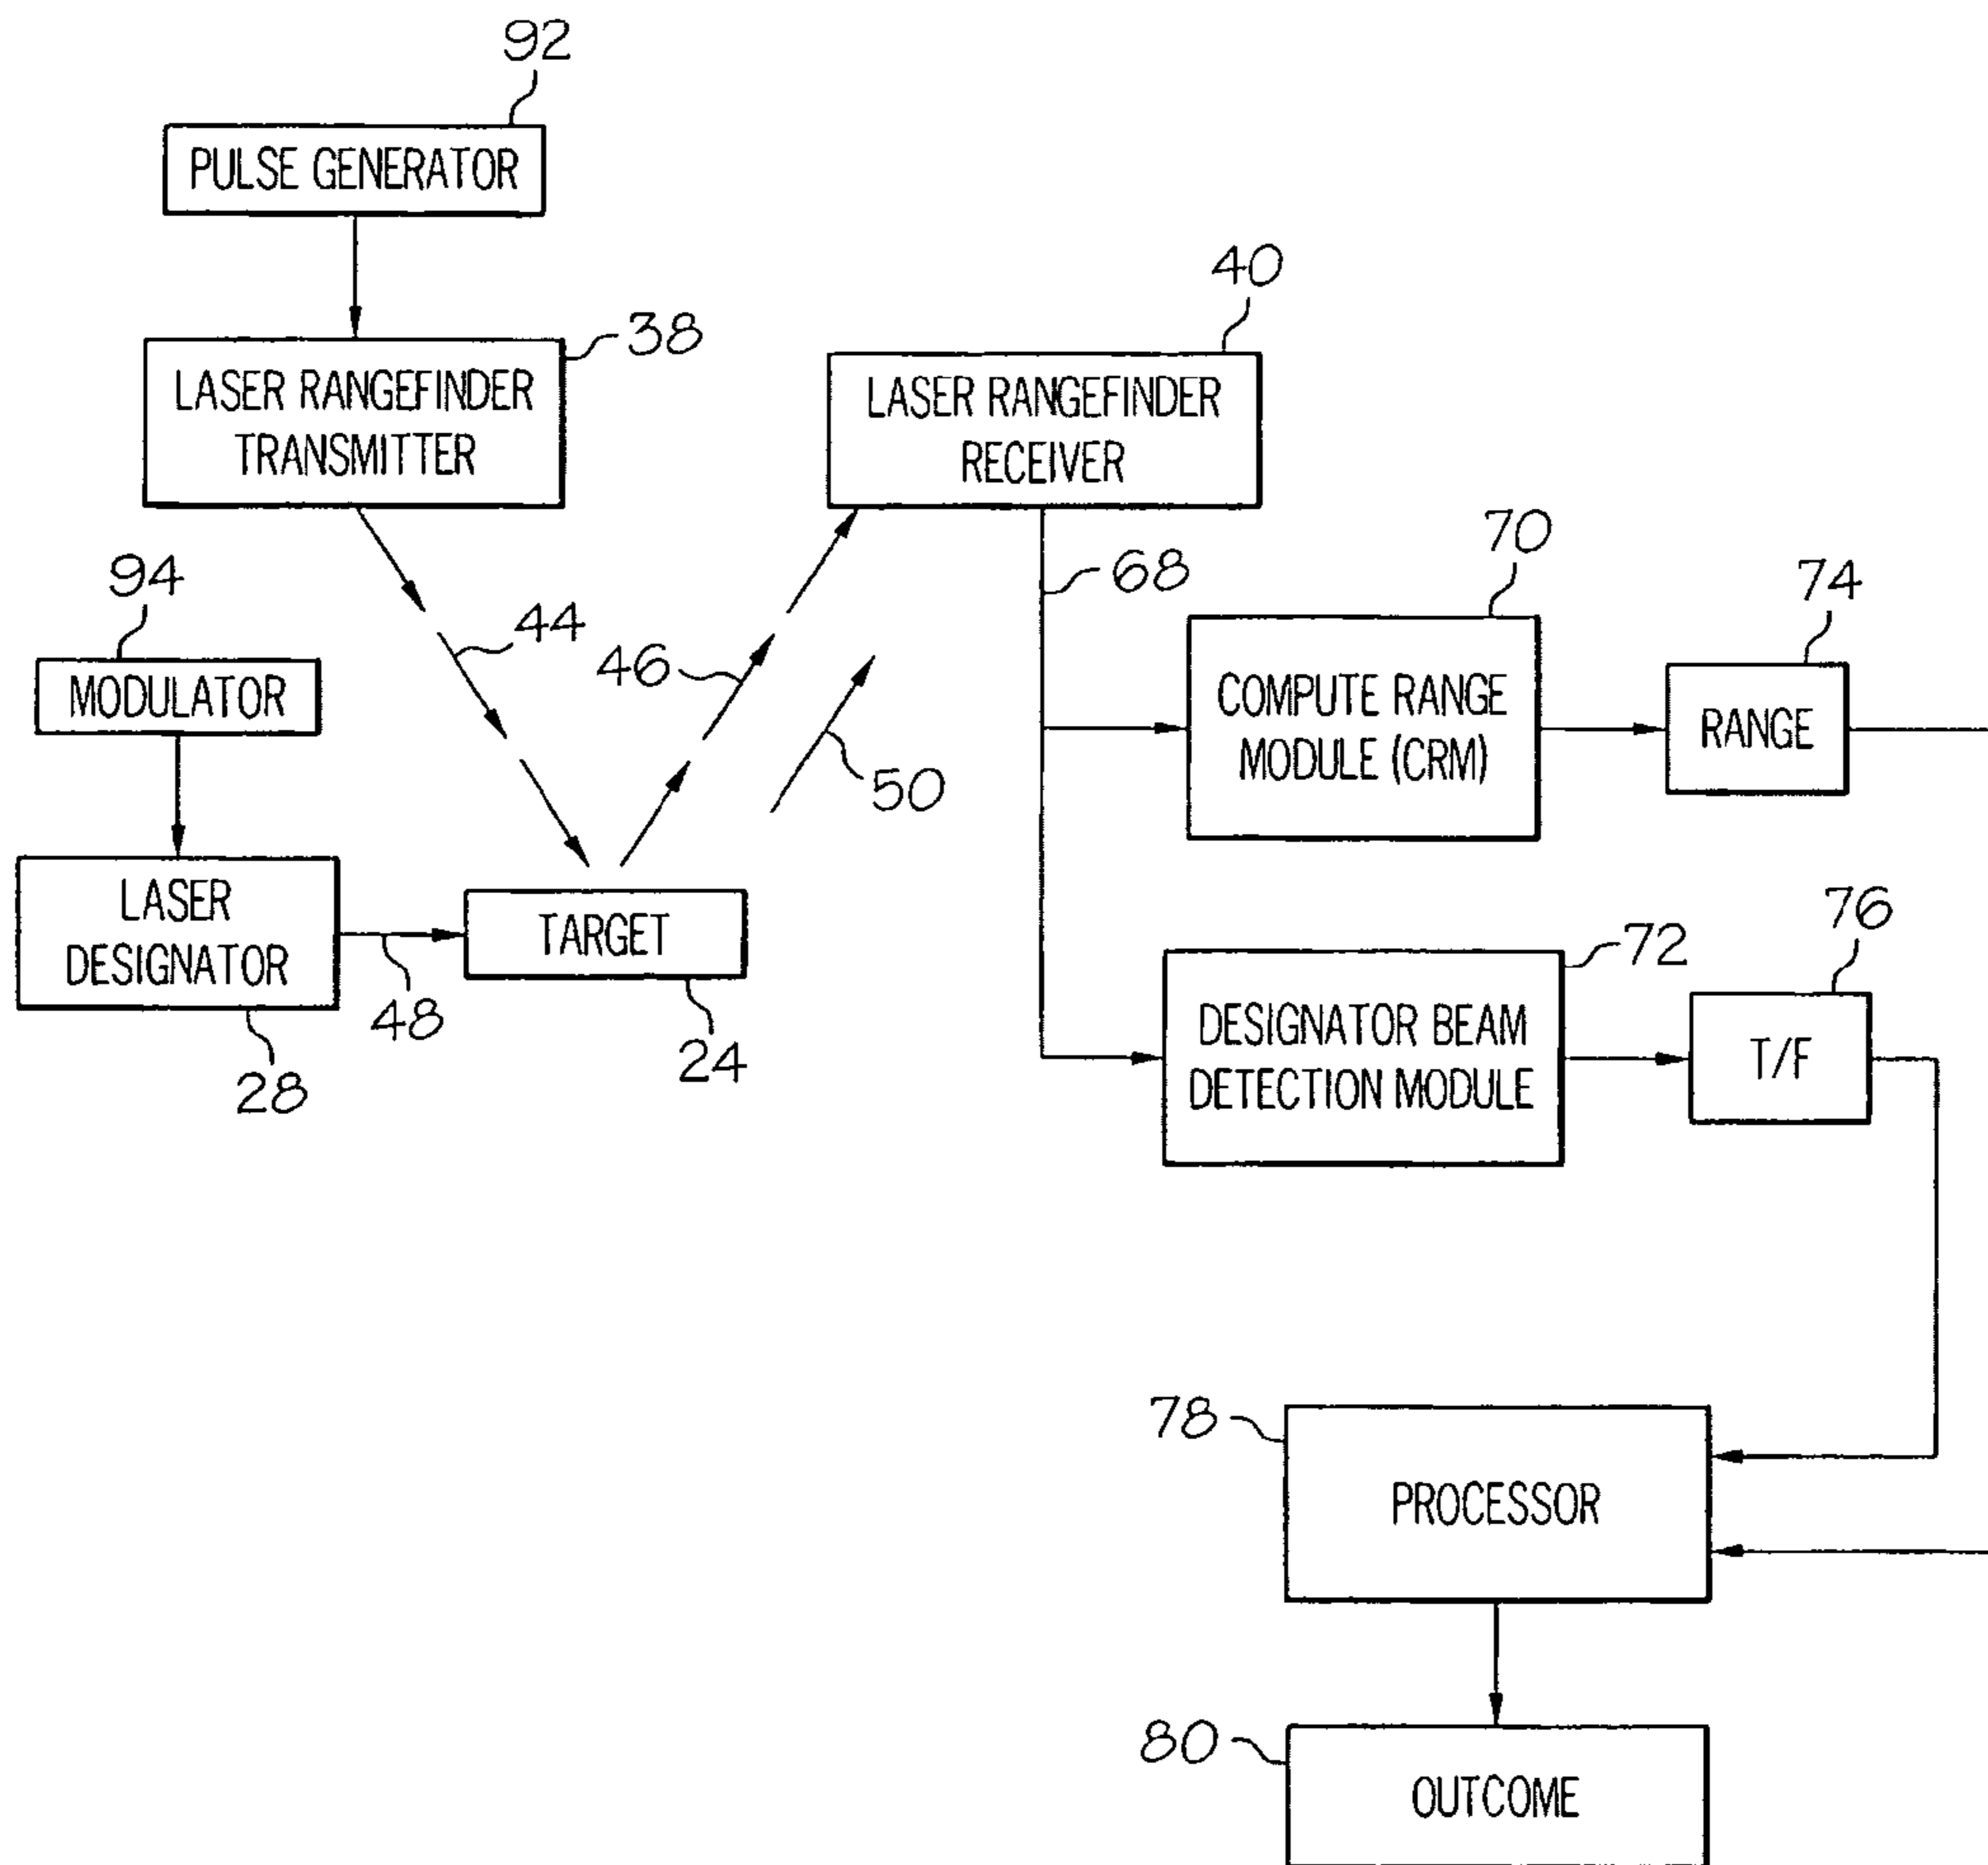 92
PULSE GENERATOR
38
LASER RANGEFINDER
TRANSMITTER
40
LASER RANGEFINDER
RECEIVER
94
MODULATOR
44
46
50
68
70
COMPUTE RANGE
MODULE (CRM)
74
RANGE
LASER
DESIGNATOR
28
48
TARGET
24
72
DESIGNATOR BEAM
DETECTION MODULE
76
T/F
78
PROCESSOR
80
OUTCOME